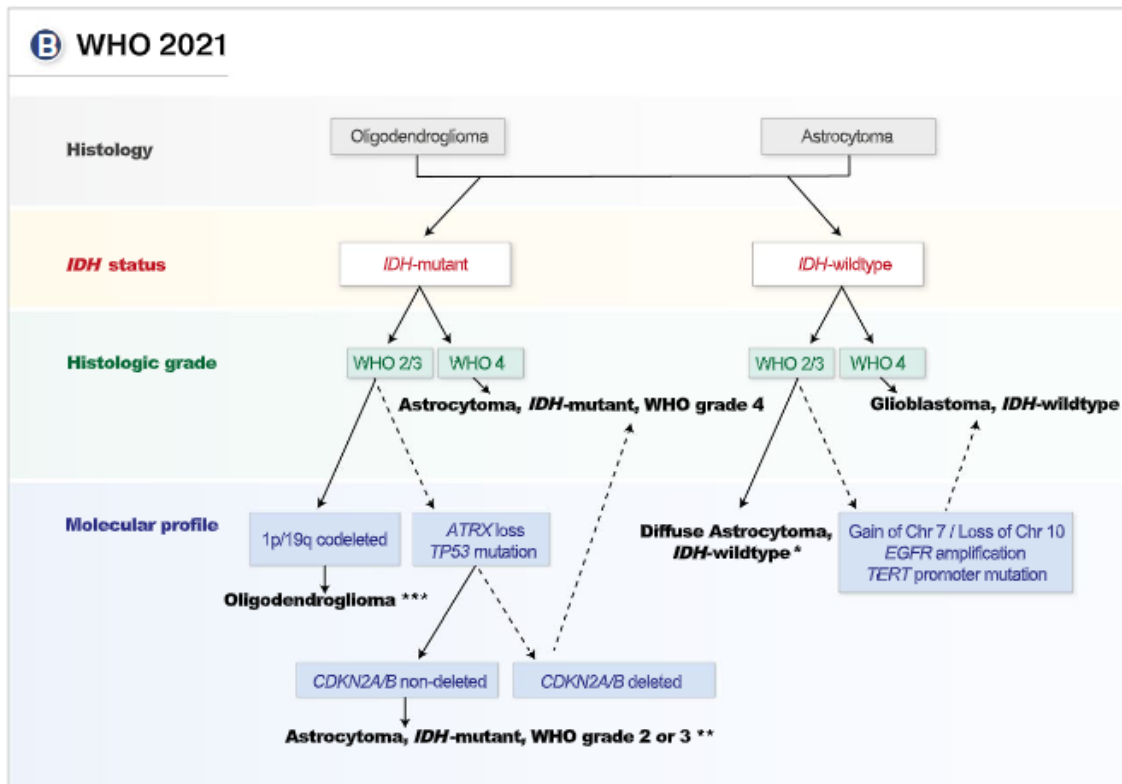 B WHO 2021
Histology
Oligodendroglioma
Astrocytoma
IDH status
IDH-mutant
IDH-wildtype
Histologic grade
WHO 2/3
WHO 4
WHO 2/3
WHO 4
Astrocytoma, IDH-mutant, WHO grade 4
Glioblastoma, IDH-wildtype
Molecular profile
1p/19q codeleted
ATRX loss
TP53 mutation
Diffuse Astrocytoma,
IDH-wildtype *
Gain of Chr 7 / Loss of Chr 10
EGFR amplification
TERT promoter mutation
Oligodendroglioma ***
CDKN2A/B non-deleted
CDKN2A/B deleted
Astrocytoma, IDH-mutant, WHO grade 2 or 3 **